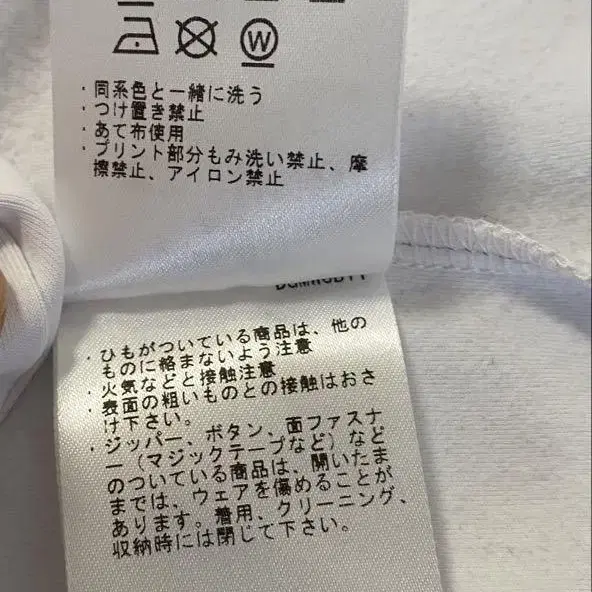 W
・同系色と一緒に洗う
・つけ置き禁止
・あて布使用
・プリント部分もみ洗い禁止、摩
擦禁止、アイロン禁止
・ひもがついている商品は、他の
ものに絡まないよう注意
・火気などと接触注意
・表面の粗いものとの接触はおさ
け下さい。
・ジッパー、ボタン、面ファスナ
ー（マジックテープなど）など
のついている商品は、開いたま
までは、ウェアを傷めることが
あります。着用、クリーニング、
収納時には閉じて下さい。